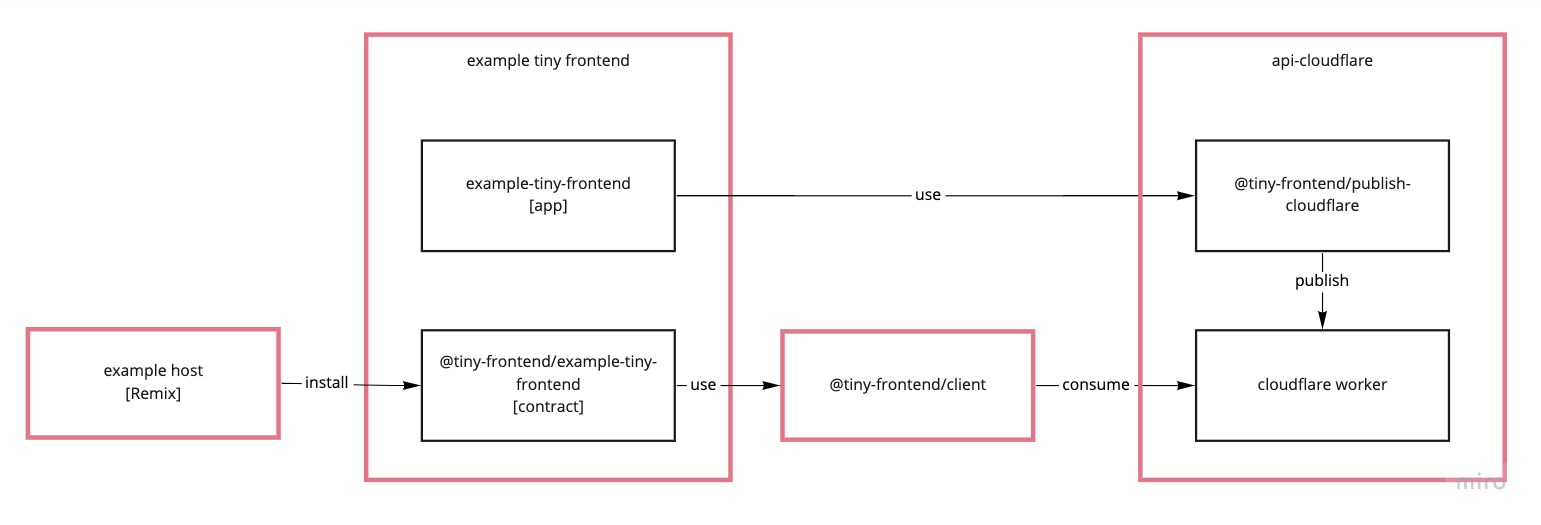 example tiny frontend
api-cloudflare
example-tiny-frontend
[app]
use
@tiny-frontend/publish-
cloudflare
publish
example host
[Remix]
install
@tiny-frontend/example-tiny-
frontend
[contract]
use
@tiny-frontend/client
consume
cloudflare worker
miro